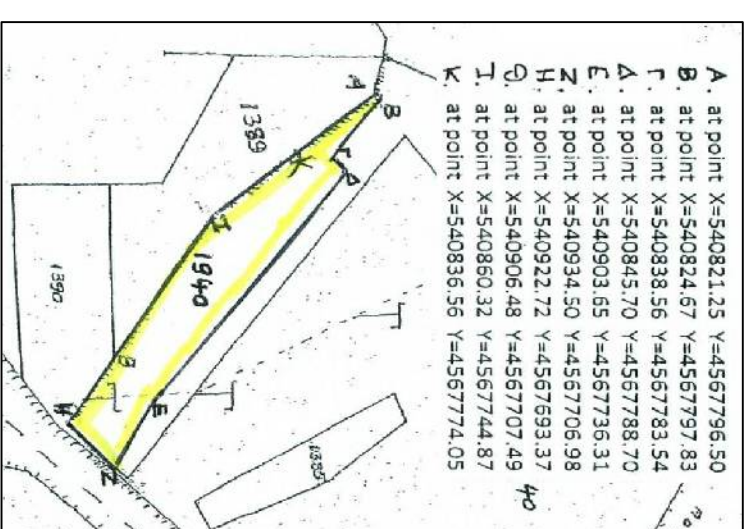 A. at point X=540821.25 Y=4567796.50
B. at point X=540824.67 Y=4567797.83
Γ. at point X=540838.56 Y=4567783.54
Δ. at point X=540845.70 Y=4567788.70
E. at point X=540903.65 Y=4567736.31
Z. at point X=540934.50 Y=4567706.98
H. at point X=540922.72 Y=4567693.37
Θ. at point X=540906.48 Y=4567707.49
I. at point X=540860.32 Y=4567744.87
K. at point X=540836.56 Y=4567774.05
40
A
B
Γ
Δ
K
1389
I
1940
1390
Θ
E
H
Z